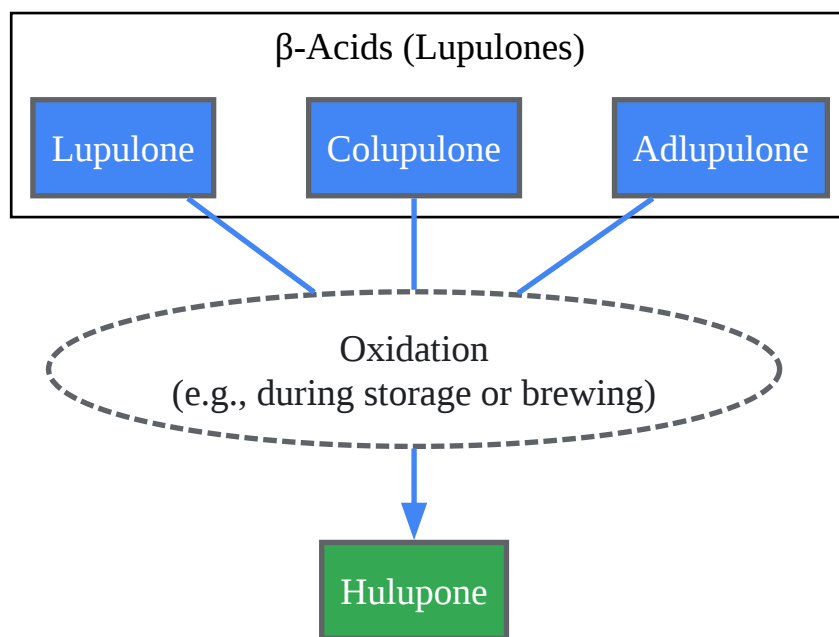 β-Acids (Lupulones)
Lupulone
Colupulone
Adlupulone
Oxidation
(e.g., during storage or brewing)
Hulupone